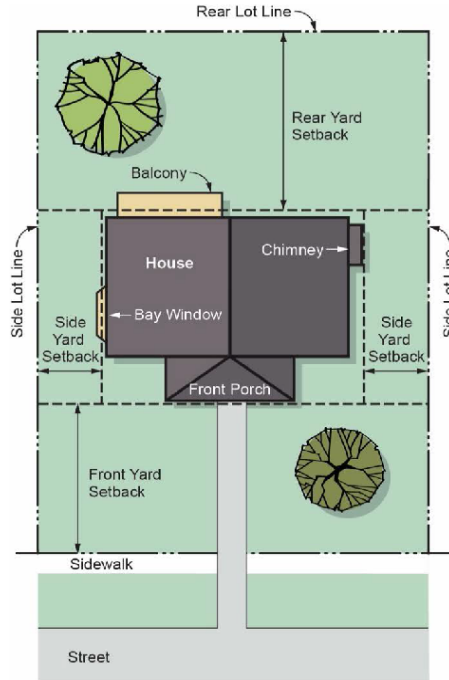 Rear Lot Line
Rear Yard
Setback
Balcony
House
Chimney
Bay Window
Side Lot Line
Side Lot Line
Side
Yard
Setback
Side
Yard
Setback
Front Porch
Front Yard
Setback
Sidewalk
Street